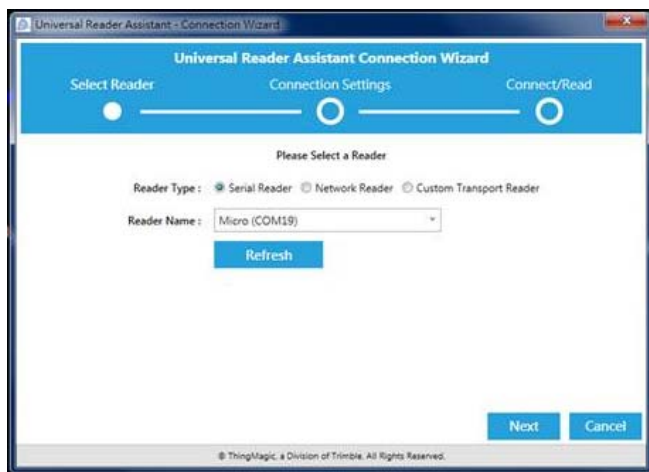 Universal Reader Assistant - Connection Wizard
Universal Reader Assistant Connection Wizard
Select Reader Connection Settings Connect/Read
Please Select a Reader
Reader Type : Serial Reader Network Reader Custom Transport Reader
Reader Name : Micro (COM19)
Refresh
Next Cancel
© ThingMagic, a Division of Trimble. All Rights Reserved.